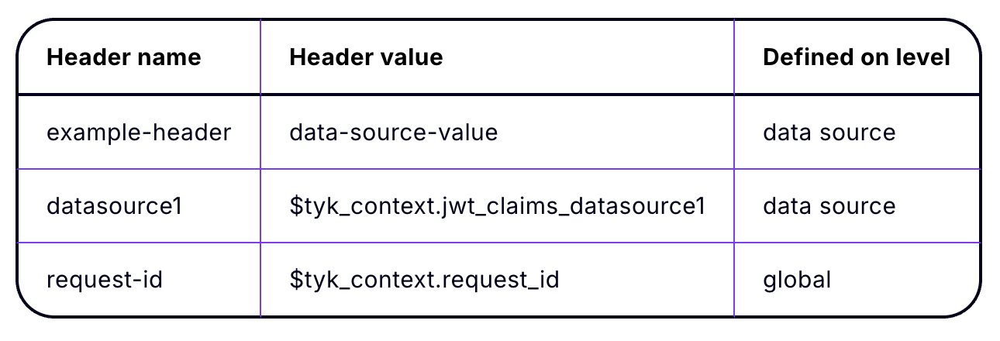 Header name Header value Defined on level
example-header data-source-value data source
datasource1 $tyk_context.jwt_claims_datasource1 data source
request-id $tyk_context.request_id global